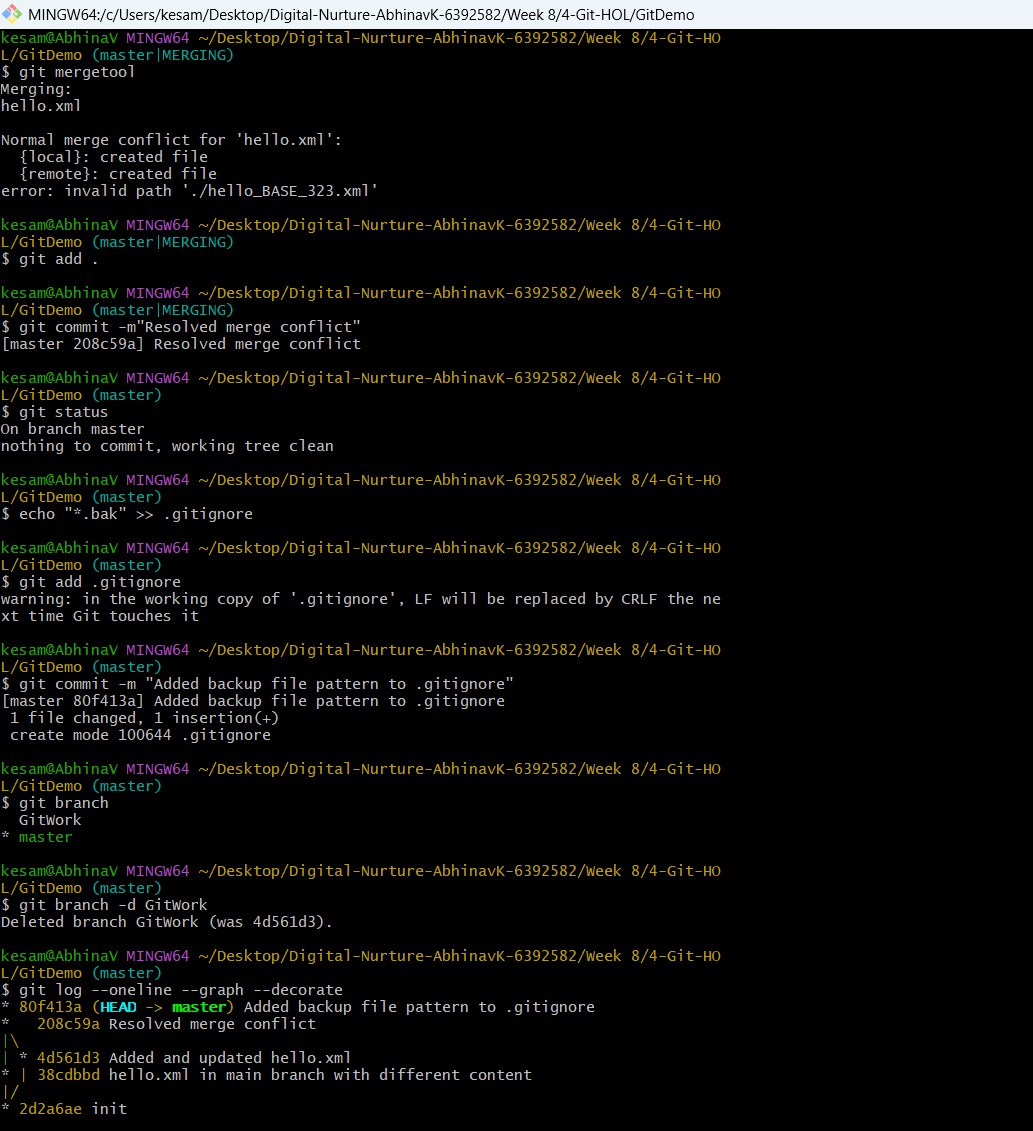 MINGW64:/c/Users/kesam/Desktop/Digital-Nurture-AbhinavK-6392582/Week 8/4-Git-HOL/GitDemo
kesam@AbhinaV MINGW64 ~/Desktop/Digital-Nurture-AbhinavK-6392582/Week 8/4-Git-HO
L/GitDemo (master|MERGING)
$ git mergetool
Merging:
hello.xml

Normal merge conflict for 'hello.xml':
  {local}: created file
  {remote}: created file
error: invalid path './hello_BASE_323.xml'

kesam@AbhinaV MINGW64 ~/Desktop/Digital-Nurture-AbhinavK-6392582/Week 8/4-Git-HO
L/GitDemo (master|MERGING)
$ git add .

kesam@AbhinaV MINGW64 ~/Desktop/Digital-Nurture-AbhinavK-6392582/Week 8/4-Git-HO
L/GitDemo (master|MERGING)
$ git commit -m"Resolved merge conflict"
[master 208c59a] Resolved merge conflict

kesam@AbhinaV MINGW64 ~/Desktop/Digital-Nurture-AbhinavK-6392582/Week 8/4-Git-HO
L/GitDemo (master)
$ git status
On branch master
nothing to commit, working tree clean

kesam@AbhinaV MINGW64 ~/Desktop/Digital-Nurture-AbhinavK-6392582/Week 8/4-Git-HO
L/GitDemo (master)
$ echo "*.bak" >> .gitignore

kesam@AbhinaV MINGW64 ~/Desktop/Digital-Nurture-AbhinavK-6392582/Week 8/4-Git-HO
L/GitDemo (master)
$ git add .gitignore
warning: in the working copy of '.gitignore', LF will be replaced by CRLF the ne
xt time Git touches it

kesam@AbhinaV MINGW64 ~/Desktop/Digital-Nurture-AbhinavK-6392582/Week 8/4-Git-HO
L/GitDemo (master)
$ git commit -m "Added backup file pattern to .gitignore"
[master 80f413a] Added backup file pattern to .gitignore
 1 file changed, 1 insertion(+)
 create mode 100644 .gitignore

kesam@AbhinaV MINGW64 ~/Desktop/Digital-Nurture-AbhinavK-6392582/Week 8/4-Git-HO
L/GitDemo (master)
$ git branch
  GitWork
* master

kesam@AbhinaV MINGW64 ~/Desktop/Digital-Nurture-AbhinavK-6392582/Week 8/4-Git-HO
L/GitDemo (master)
$ git branch -d GitWork
Deleted branch GitWork (was 4d561d3).

kesam@AbhinaV MINGW64 ~/Desktop/Digital-Nurture-AbhinavK-6392582/Week 8/4-Git-HO
L/GitDemo (master)
$ git log --oneline --graph --decorate
* 80f413a (HEAD -> master) Added backup file pattern to .gitignore
*   208c59a Resolved merge conflict
|\
| * 4d561d3 Added and updated hello.xml
* | 38cdbbd hello.xml in main branch with different content
|/
* 2d2a6ae init